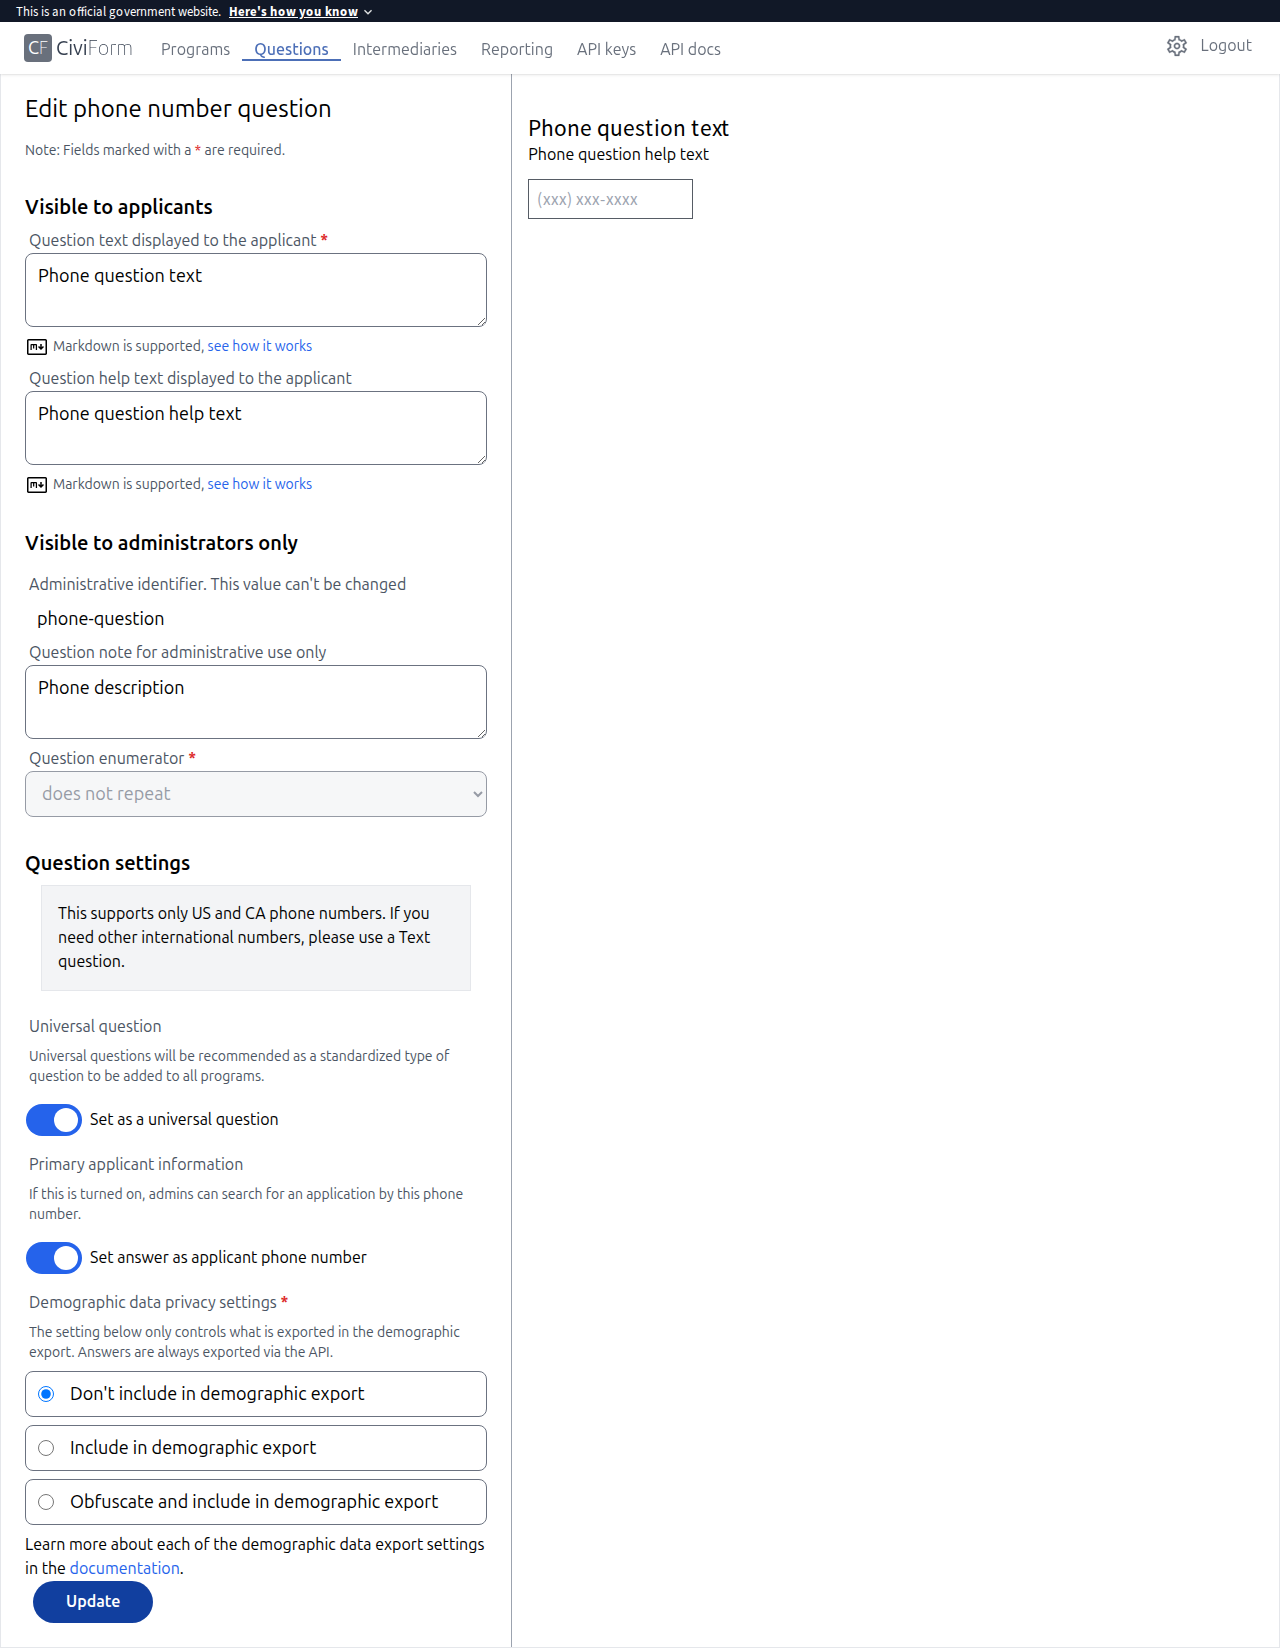 This is an official government website. Here's how you know
CF CiviForm Programs Questions Intermediaries Reporting API keys API docs Logout
Edit phone number question
Note: Fields marked with a * are required.
Visible to applicants
Question text displayed to the applicant *
Phone question text
Markdown is supported, see how it works
Question help text displayed to the applicant
Phone question help text
Markdown is supported, see how it works
Visible to administrators only
Administrative identifier. This value can't be changed
phone-question
Question note for administrative use only
Phone description
Question enumerator *
does not repeat
Question settings
This supports only US and CA phone numbers. If you
need other international numbers, please use a Text
question.
Universal question
Universal questions will be recommended as a standardized type of
question to be added to all programs.
Set as a universal question
Primary applicant information
If this is turned on, admins can search for an application by this phone
number.
Set answer as applicant phone number
Demographic data privacy settings *
The setting below only controls what is exported in the demographic
export. Answers are always exported via the API.
Don't include in demographic export
Include in demographic export
Obfuscate and include in demographic export
Learn more about each of the demographic data export settings
in the documentation.
Update
Phone question text
Phone question help text
(xxx) xxx-xxxx